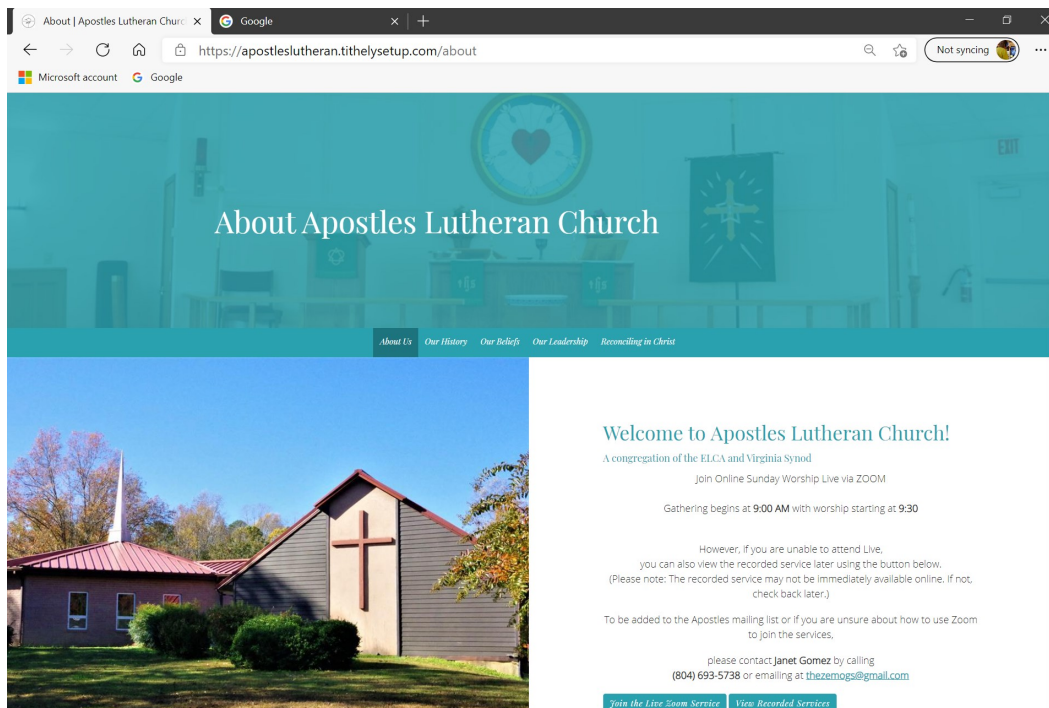 About | Apostles Lutheran Churc
Google
https://apostleslutheran.tithelysetup.com/about
Not syncing
Microsoft account
Google
EXIT
About Apostles Lutheran Church
About Us
Our History
Our Beliefs
Our Leadership
Reconciling in Christ
Welcome to Apostles Lutheran Church!
A congregation of the ELCA and Virginia Synod
Join Online Sunday Worship Live via ZOOM
Gathering begins at 9:00 AM with worship starting at 9:30
However, if you are unable to attend Live,
you can also view the recorded service later using the button below.
(Please note: The recorded service may not be immediately available online. If not,
check back later.)
To be added to the Apostles mailing list or if you are unsure about how to use Zoom
to join the services,
please contact Janet Gomez by calling
(804) 693-5738 or emailing at thezemogs@gmail.com
Join the Live Zoom Service
View Recorded Services